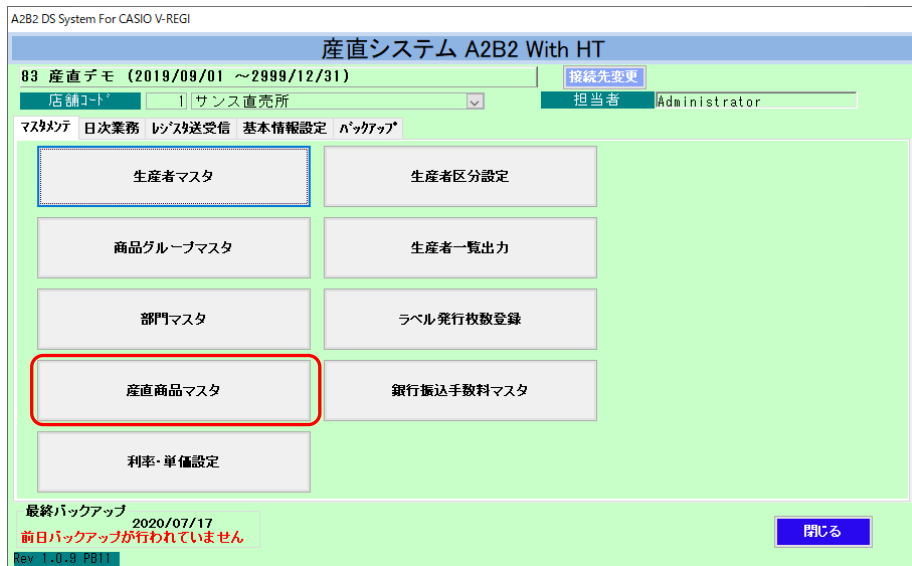 A2B2 DS System For CASIO V-REGI
産直システム A2B2 With HT
83 産直デモ (2019/09/01 ～2999/12/31)
接続先変更
店舗ｺｰﾄﾞ 1 サンス直売所 担当者 Administrator
ﾏｽﾀﾒﾝﾃ 日次業務 ﾚｼﾞｽﾀ送受信 基本情報設定 ﾊﾞｯｸｱｯﾌﾟ
生産者マスタ 生産者区分設定
商品グループマスタ 生産者一覧出力
部門マスタ ラベル発行枚数登録
産直商品マスタ 銀行振込手数料マスタ
利率・単価設定
最終バックアップ
2020/07/17
前日バックアップが行われていません
閉じる
Rev 1.0.9 PB11